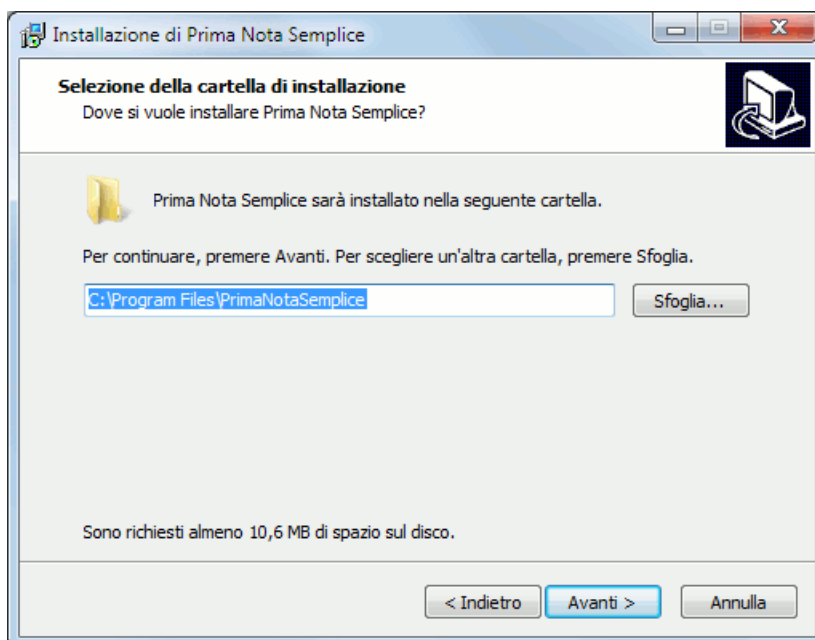 Installazione di Prima Nota Semplice
Selezione della cartella di installazione
Dove si vuole installare Prima Nota Semplice?
Prima Nota Semplice sarà installato nella seguente cartella.
Per continuare, premere Avanti. Per scegliere un'altra cartella, premere Sfoglia.
C:\Program Files\PrimaNotaSemplice
Sfoglia...
Sono richiesti almeno 10,6 MB di spazio sul disco.
< Indietro
Avanti >
Annulla